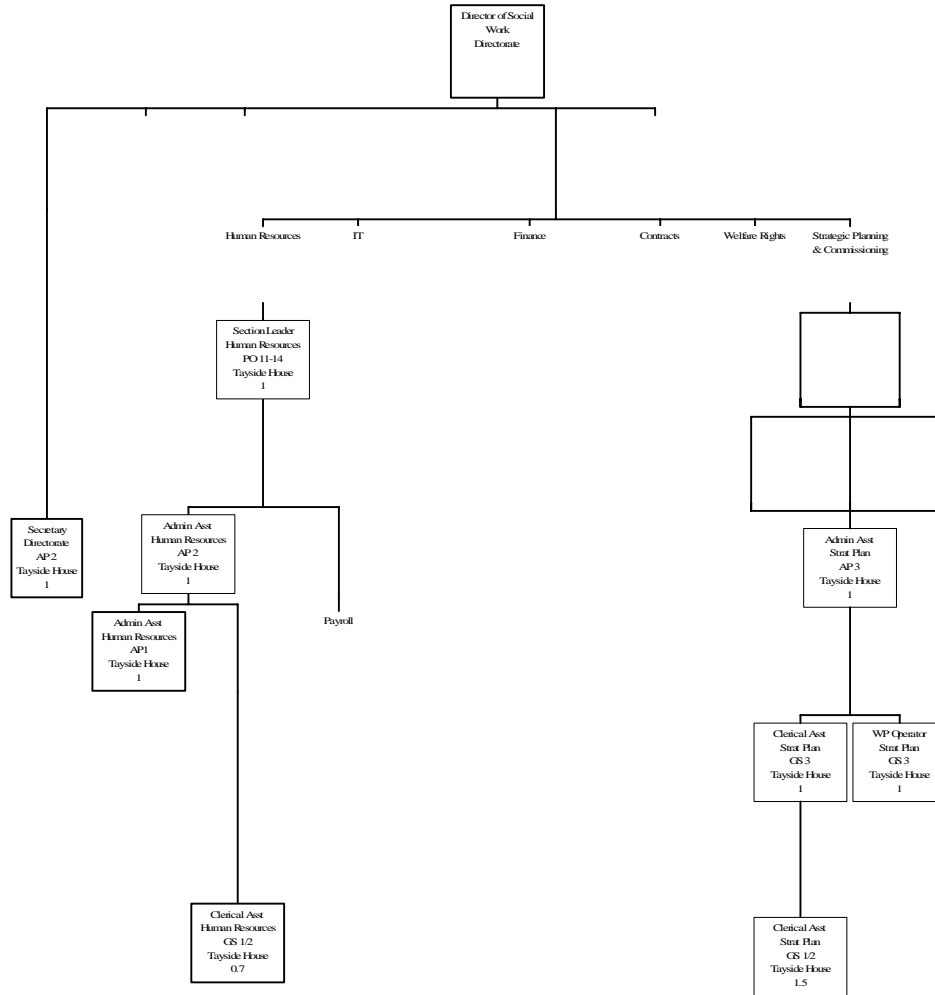 Director of Social
Work
Directorate
Human Resources
IT
Finance
Contracts
Welfare Rights
Strategic Planning
& Commissioning
Section Leader
Human Resources
PO 11-14
Tayside House
1
Secretary
Directorate
AP 2
Tayside House
1
Admin Asst
Human Resources
AP 2
Tayside House
1
Admin Asst
Strat Plan
AP 3
Tayside House
1
Admin Asst
Human Resources
AP1
Tayside House
1
Payroll
Clerical Asst
Strat Plan
GS 3
Tayside House
1
WP Operator
Strat Plan
GS 3
Tayside House
1
Clerical Asst
Human Resources
GS 1/2
Tayside House
0.7
Clerical Asst
Strat Plan
GS 1/2
Tayside House
1.5